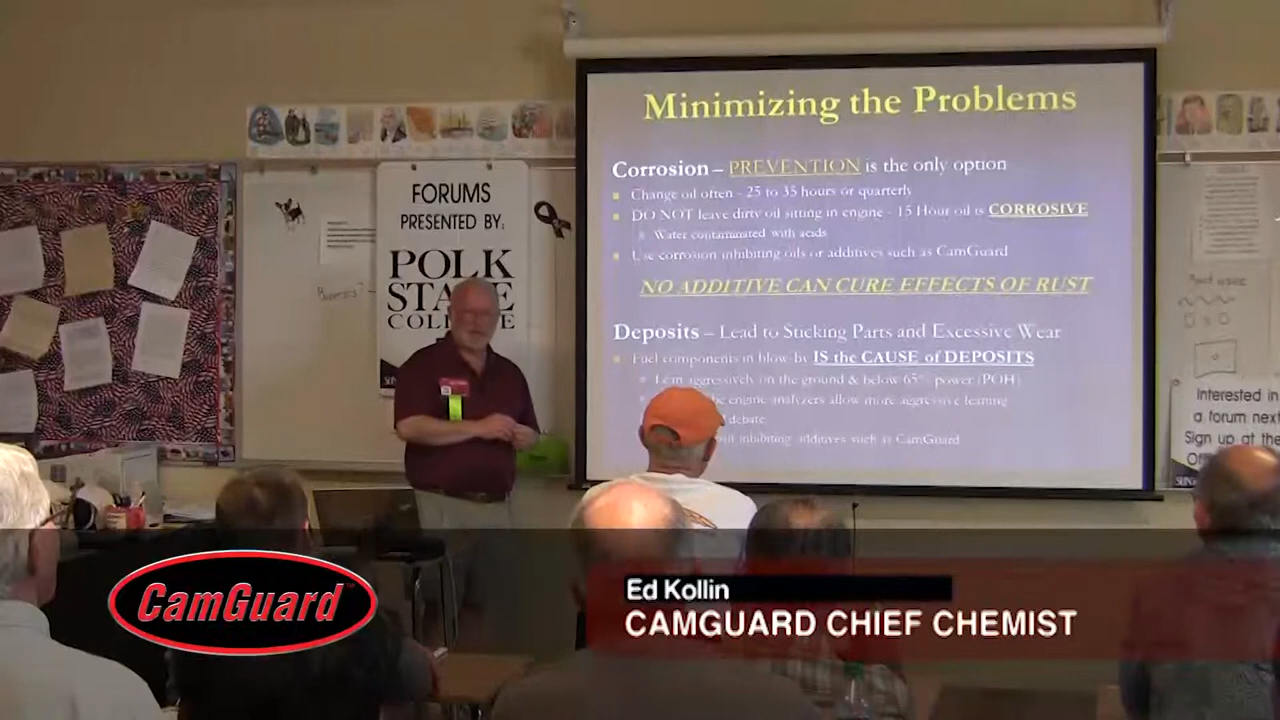 Minimizing the Problems
Corrosion – PREVENTION is the only option
Change oil often - 25 to 35 hours or quarterly
DO NOT leave dirty oil sitting in engine - 15 Hour oil is CORROSIVE
Water contaminated with acids
Use corrosion inhibiting oils or additives such as CamGuard
NO ADDITIVE CAN CURE EFFECTS OF RUST
Deposits – Lead to Sticking Parts and Excessive Wear
Fuel components in blow-by IS the CAUSE of DEPOSITS
Lean aggressively on the ground & below 65% power (POH)
engine analyzers allow more aggressive leaning
debate
inhibiting additives such as CamGuard
FORUMS
PRESENTED BY:
POLK
STATE
COLLEGE
Interested in
a forum next
Sign up at the
CamGuard
Ed Kollin
CAMGUARD CHIEF CHEMIST